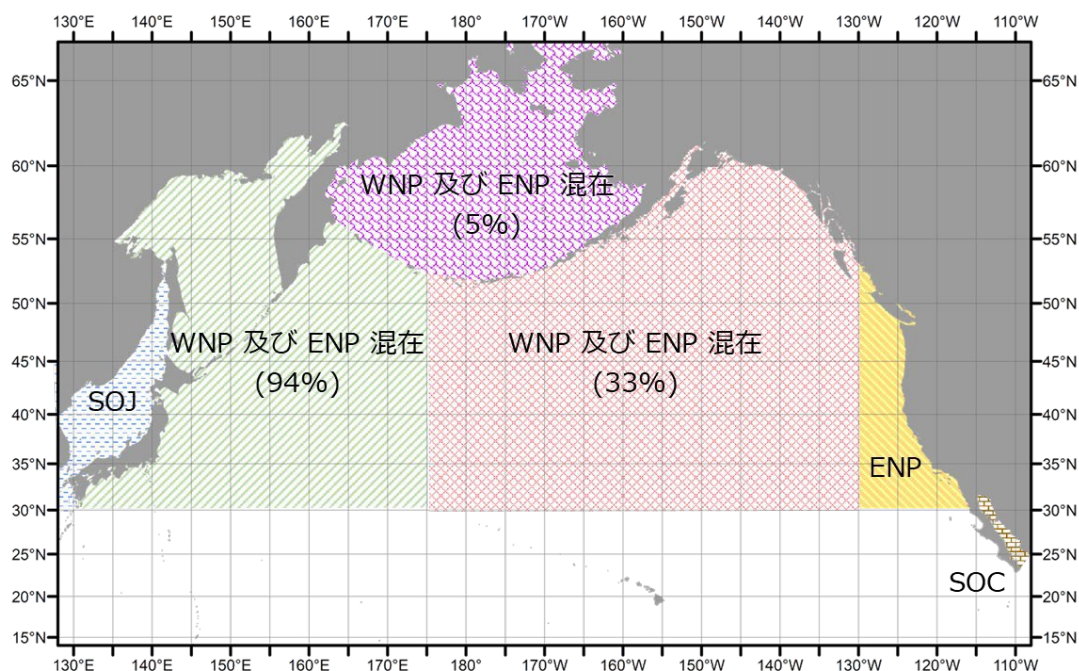 130°E 140°E 150°E 160°E 170°E 180° 170°W 160°W 150°W 140°W 130°W 120°W 110°W
65°N 65°N
60°N 60°N
WNP 及び ENP 混在
(5%)
55°N 55°N
50°N 50°N
WNP 及び ENP 混在 WNP 及び ENP 混在
45°N 45°N
(94%) (33%)
SOJ
40°N 40°N
ENP
35°N 35°N
30°N 30°N
25°N 25°N
SOC
20°N 20°N
15°N 15°N
130°E 140°E 150°E 160°E 170°E 180° 170°W 160°W 150°W 140°W 130°W 120°W 110°W